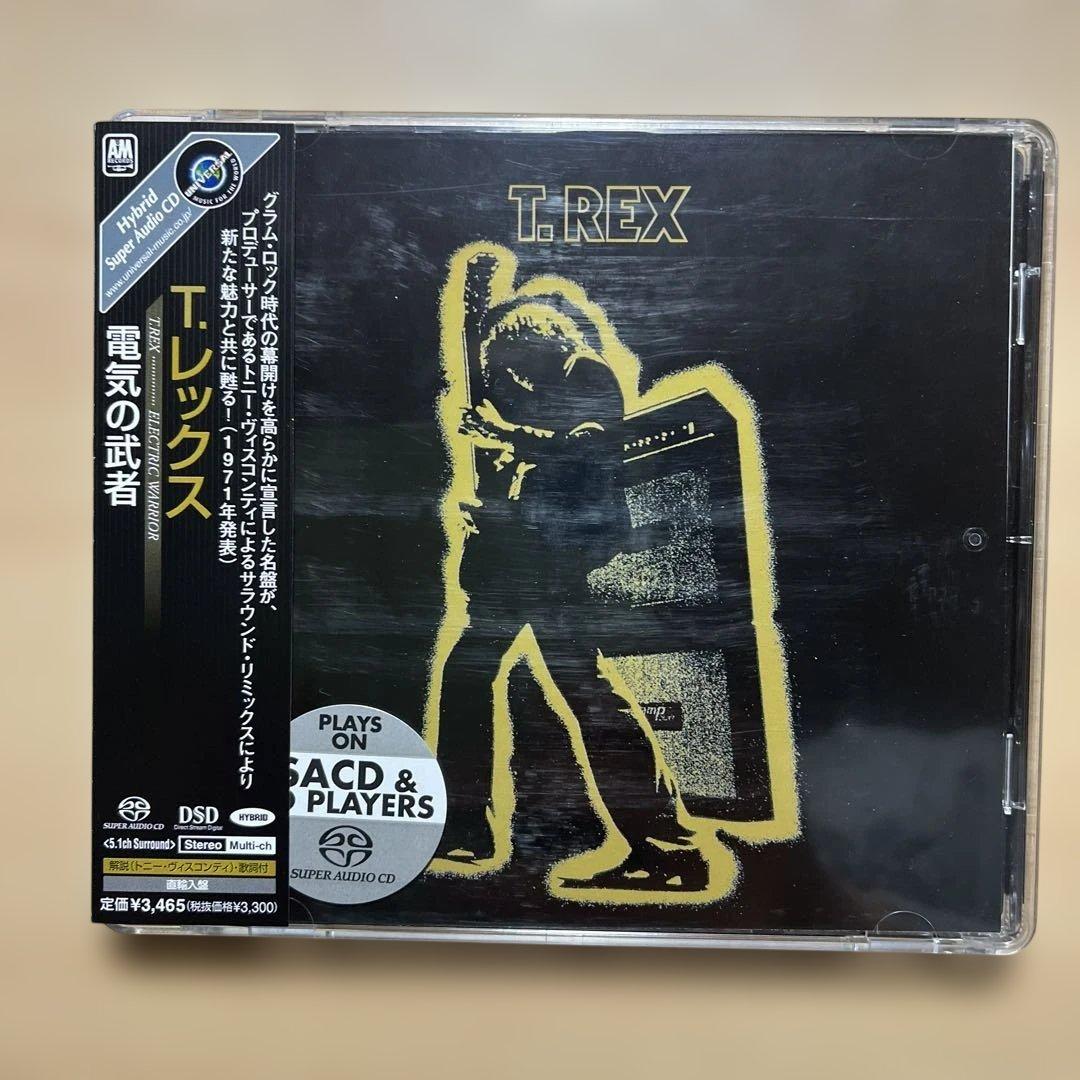 AM
RECORDS
Hybrid
Super Audio CD
www.universal-music.co.jp/
UNIVERSAL
MUSIC FOR THE WORLD
グラム・ロック時代の幕開けを高らかに宣言した名盤が、
プロデューサーであるトニー・ヴィスコンティによるサラウンド・リミックスにより
新たな魅力と共に甦る!(1971年発表)
T.レックス
T.REX ............ ELECTRIC WARRIOR
電気の武者
SUPER AUDIO CD
DSD
Direct Stream Digital
HYBRID
<5.1ch Surround> Stereo Multi-ch
解説(トニー・ヴィスコンティ)・歌詞付
直輸入盤
定価¥3,465(税抜価格¥3,300)
T. REX
PLAYS
ON
SACD &
PLAYERS
SUPER AUDIO CD